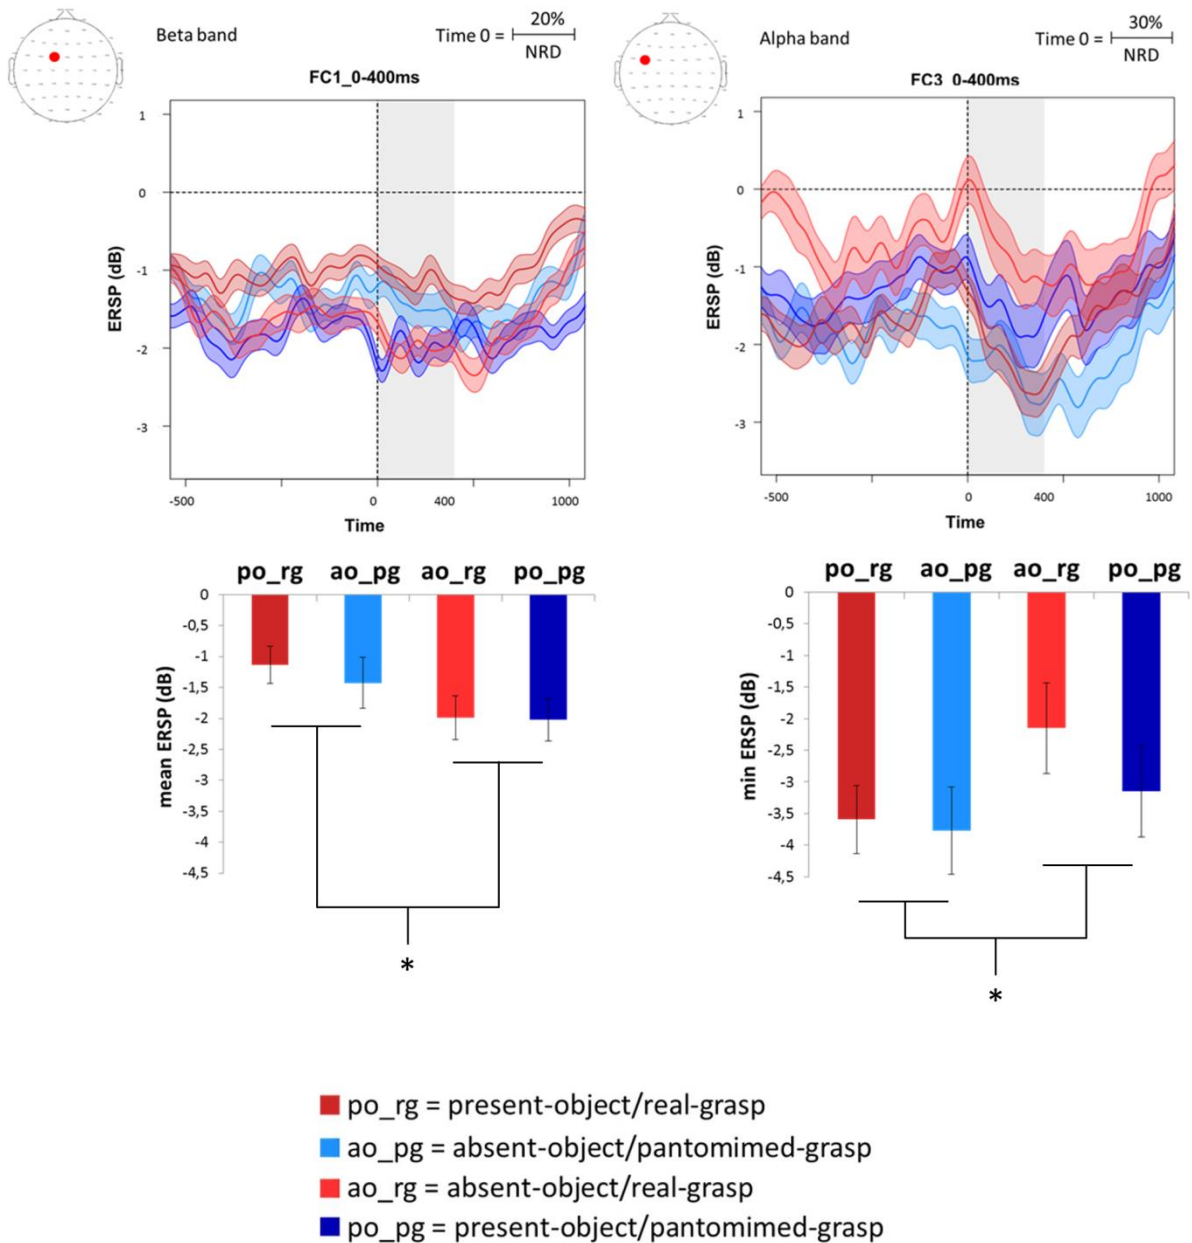 Beta band
Time 0 =
20%
NRD
FC1_0-400ms
ERSP (dB)
1
0
-1
-2
-3
-500
0
400
1000
Time
Alpha band
Time 0 =
30%
NRD
FC3 0-400ms
ERSP (dB)
1
0
-1
-2
-3
-500
0
400
1000
Time
po_rg ao_pg ao_rg po_pg
mean ERSP (dB)
0
-0,5
-1
-1,5
-2
-2,5
-3
-3,5
-4
-4,5
*
po_rg ao_pg ao_rg po_pg
min ERSP (dB)
0
-0,5
-1
-1,5
-2
-2,5
-3
-3,5
-4
-4,5
*
po_rg = present-object/real-grasp
ao_pg = absent-object/pantomimed-grasp
ao_rg = absent-object/real-grasp
po_pg = present-object/pantomimed-grasp